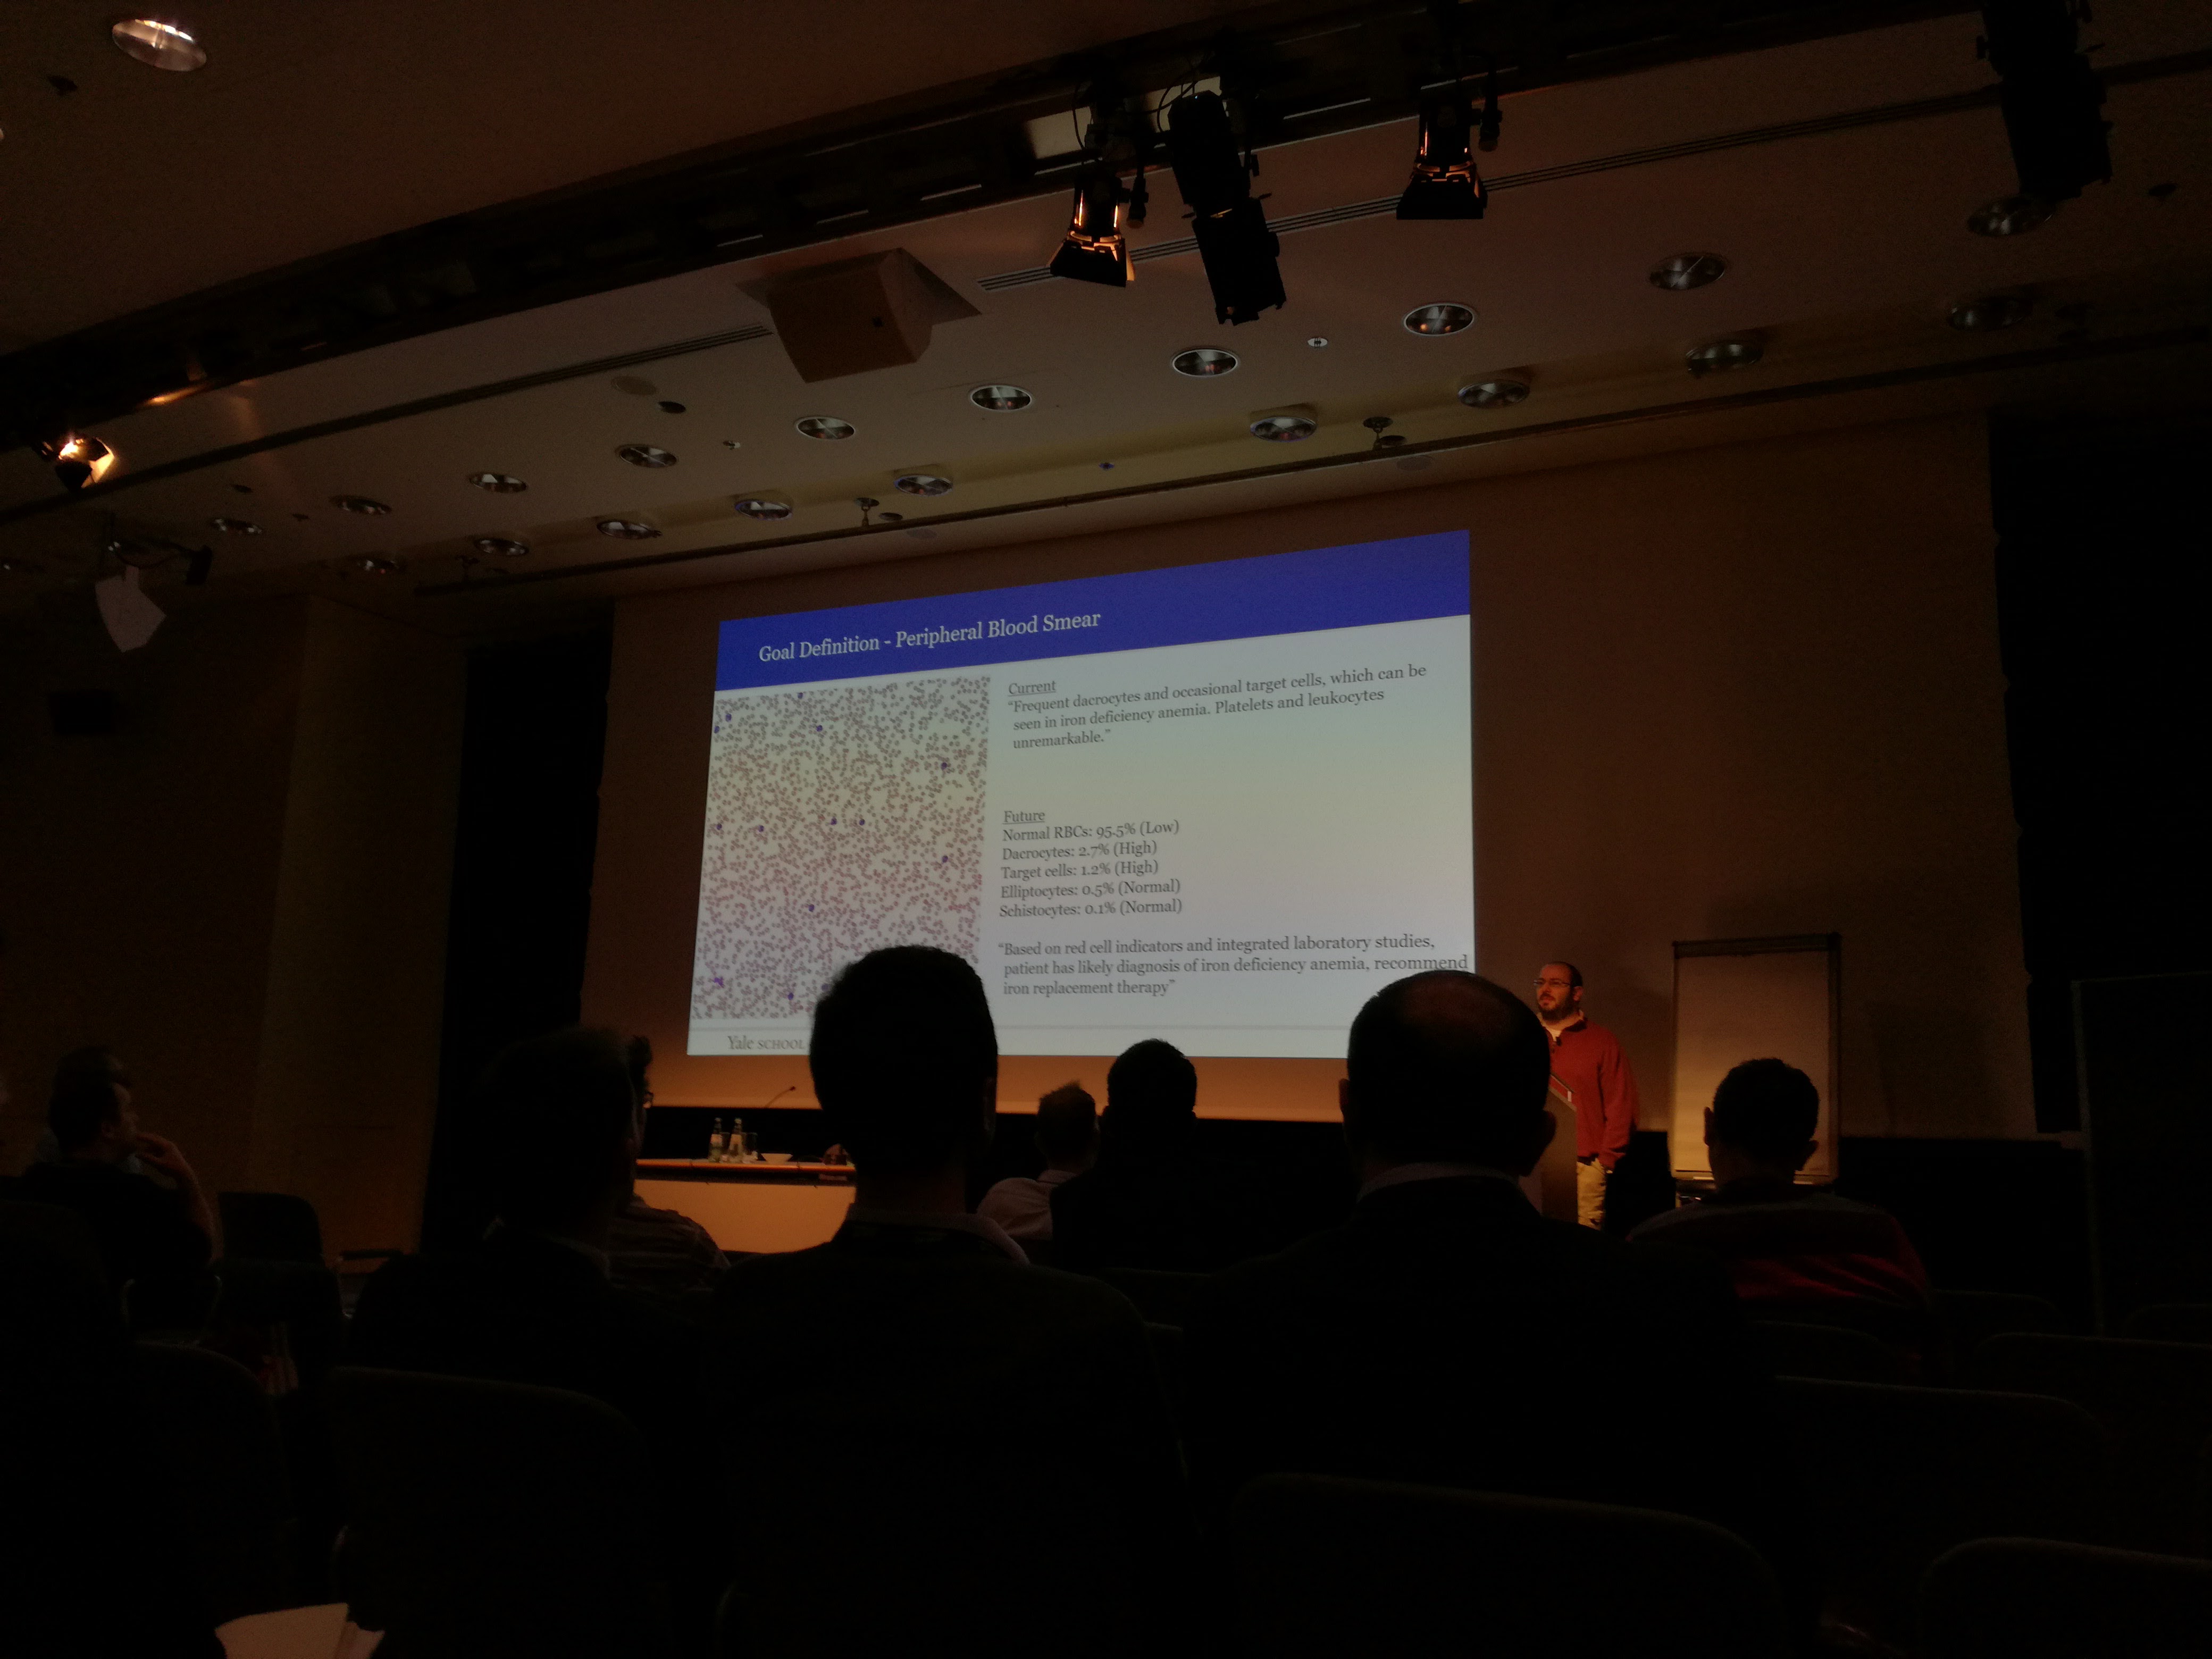 Goal Definition - Peripheral Blood Smear
Current
“Frequent dacrocytes and occasional target cells, which can be
seen in iron deficiency anemia. Platelets and leukocytes
unremarkable.”
Future
Normal RBCs: 95.5% (Low)
Dacrocytes: 2.7% (High)
Target cells: 1.2% (High)
Elliptocytes: 0.5% (Normal)
Schistocytes: 0.1% (Normal)
“Based on red cell indicators and integrated laboratory studies,
patient has likely diagnosis of iron deficiency anemia, recommend
iron replacement therapy”
Yale SCHOOL